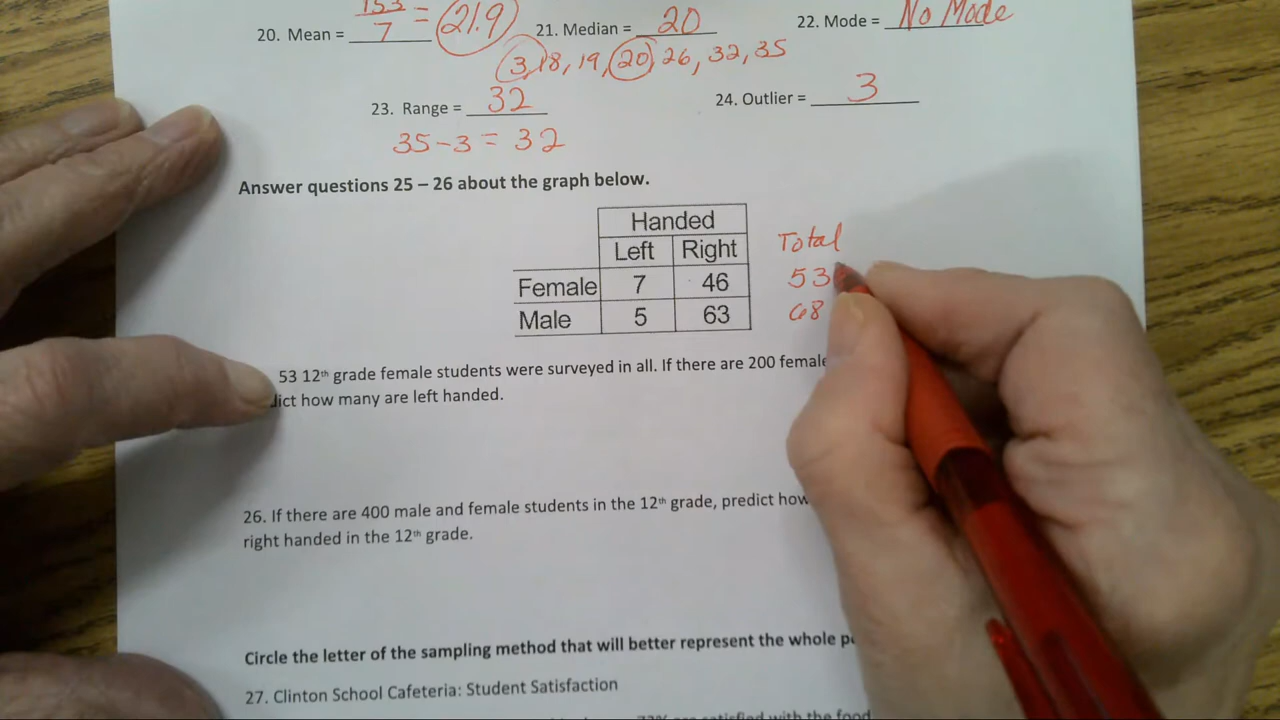 20. Mean = 153/7 = 21.9 21. Median = 20 22. Mode = No Mode
3, 18, 19, 20, 26, 32, 35
23. Range = 32 24. Outlier = 3
35-3 = 32
Answer questions 25 – 26 about the graph below.
Handed
Left Right Total
Female 7 46 53
Male 5 63 68
53 12th grade female students were surveyed in all. If there are 200 female
how many are left handed.
26. If there are 400 male and female students in the 12th grade, predict how
right handed in the 12th grade.
Circle the letter of the sampling method that will better represent the whole
27. Clinton School Cafeteria: Student Satisfaction